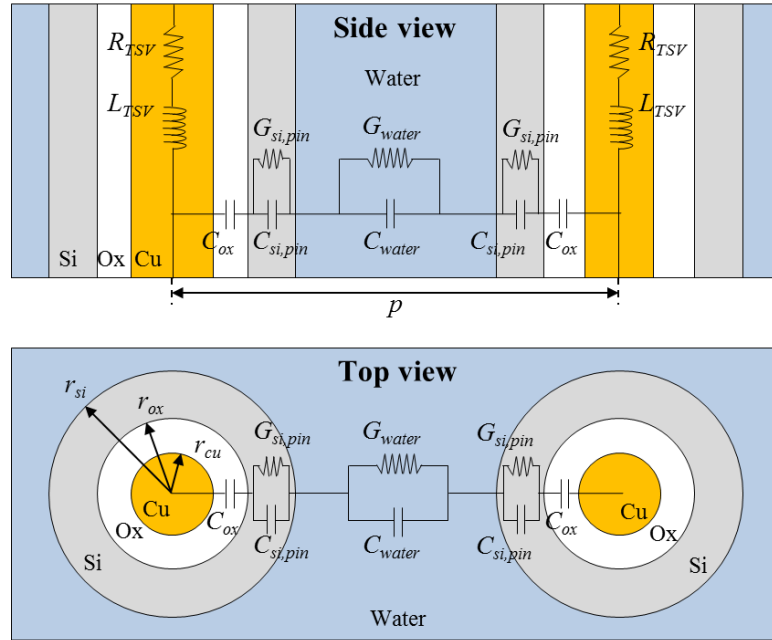 Side view
R_TSV R_TSV
Water
L_TSV L_TSV
G_si,pin G_water G_si,pin
C_ox C_si,pin C_water C_si,pin C_ox
Si Ox Cu
p
Top view
r_si r_ox r_cu
G_si,pin G_water G_si,pin
Cu C_ox C_ox Cu
Ox C_si,pin C_water C_si,pin Ox
Si Si
Water